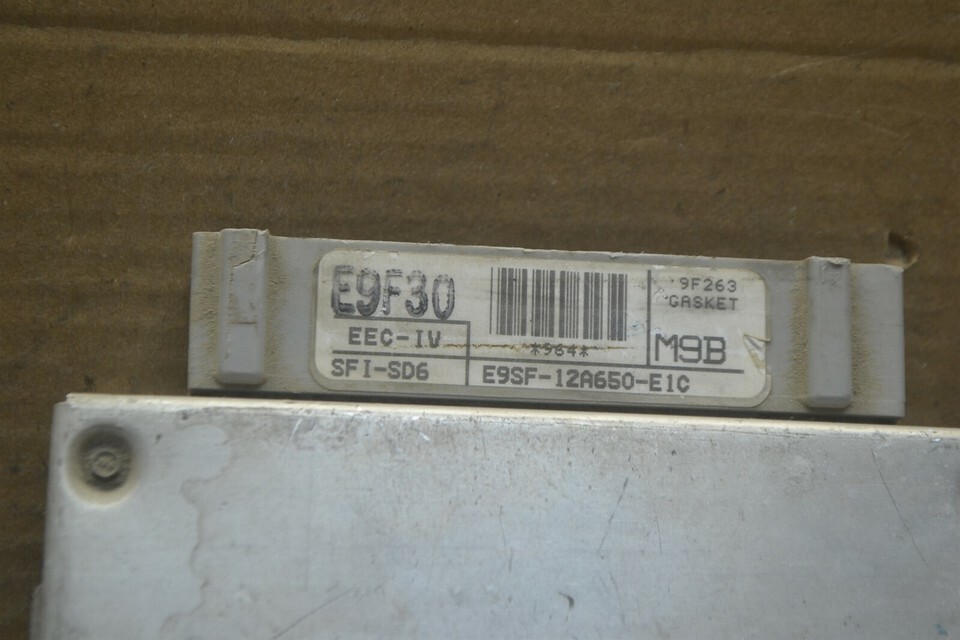 E9F30
EEC-IV
SFI-SD6
*964*
E9SF-12A650-E1C
9F263
GASKET
M9B